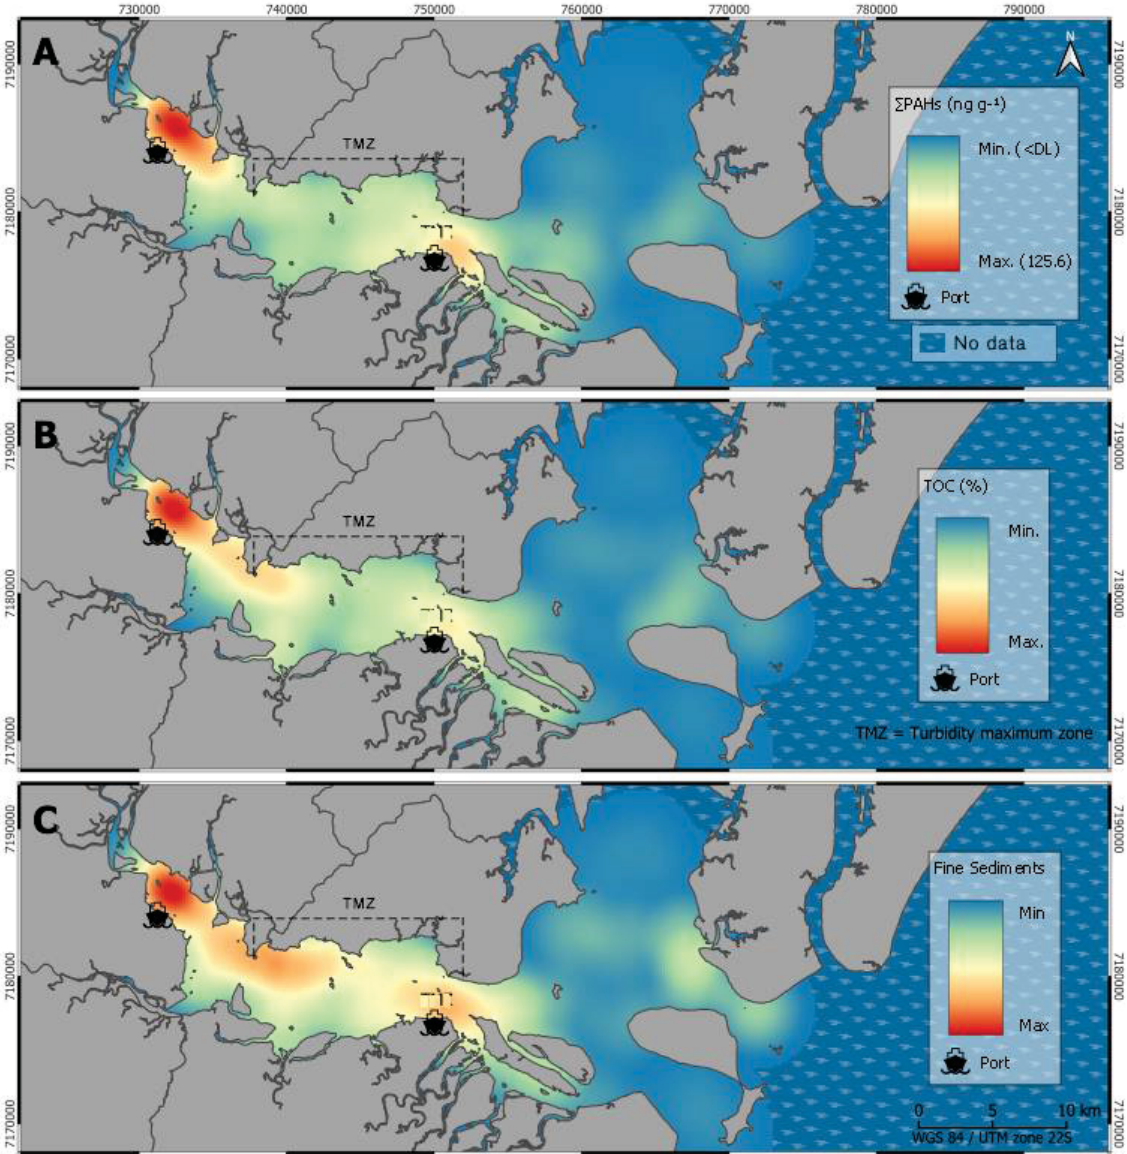 730000 740000 750000 760000 770000 780000 790000
A
N
7190000
7190000
ΣPAHs (ng g⁻¹)
Min. (<DL)
TMZ
7180000
7180000
Max. (125.6)
Port
No data
7170000
7170000
B
7190000
7190000
TOC (%)
TMZ
Min.
7180000
7180000
Max.
Port
TMZ = Turbidity maximum zone
7170000
7170000
C
7190000
7190000
Fine Sediments
TMZ
Min
7180000
7180000
Max
Port
0 5 10 km
7170000
7170000
WGS 84 / UTM zone 22S